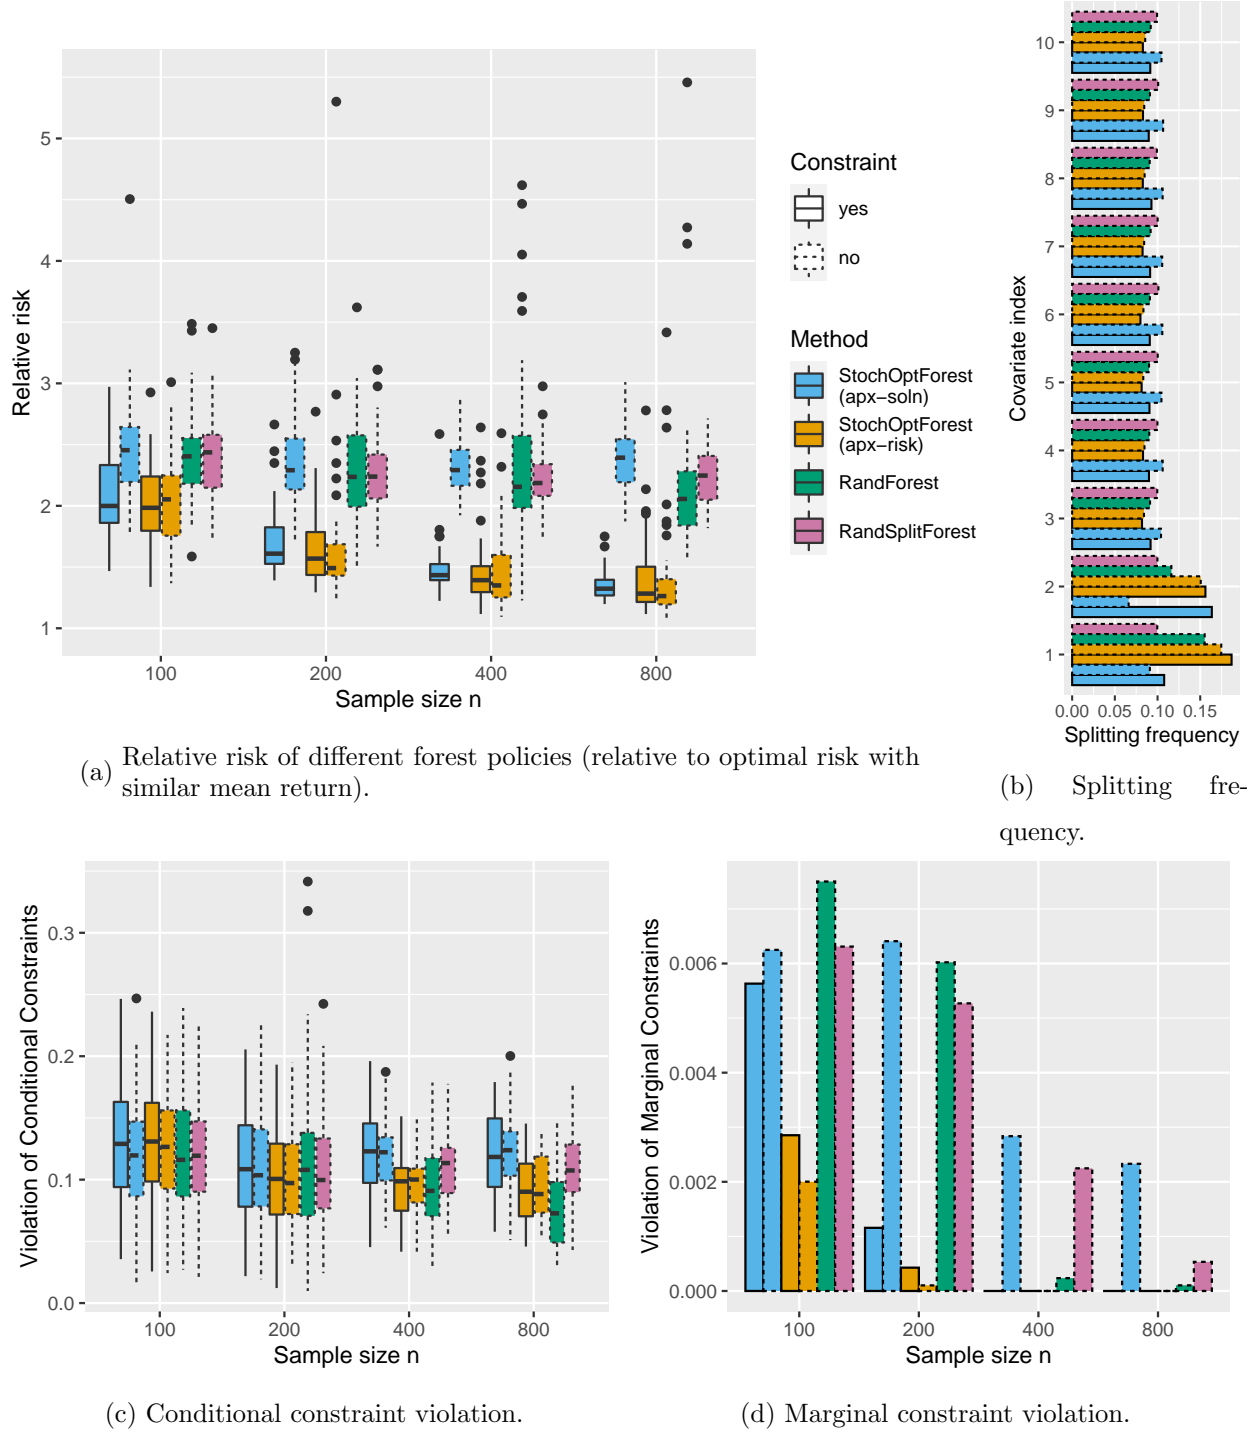 Relative risk
5
4
3
2
1
100
200
400
800
Sample size n
Constraint
yes
no
Method
StochOptForest
(apx−soln)
StochOptForest
(apx−risk)
RandForest
RandSplitForest
Covariate index
10
9
8
7
6
5
4
3
2
1
0.00 0.05 0.10 0.15
Splitting frequency
(a) Relative risk of different forest policies (relative to optimal risk with
similar mean return).
(b) Splitting fre-
quency.
Violation of Conditional Constraints
0.3
0.2
0.1
0.0
100
200
400
800
Sample size n
Violation of Marginal Constraints
0.006
0.004
0.002
0.000
100
200
400
800
Sample size n
(c) Conditional constraint violation.
(d) Marginal constraint violation.